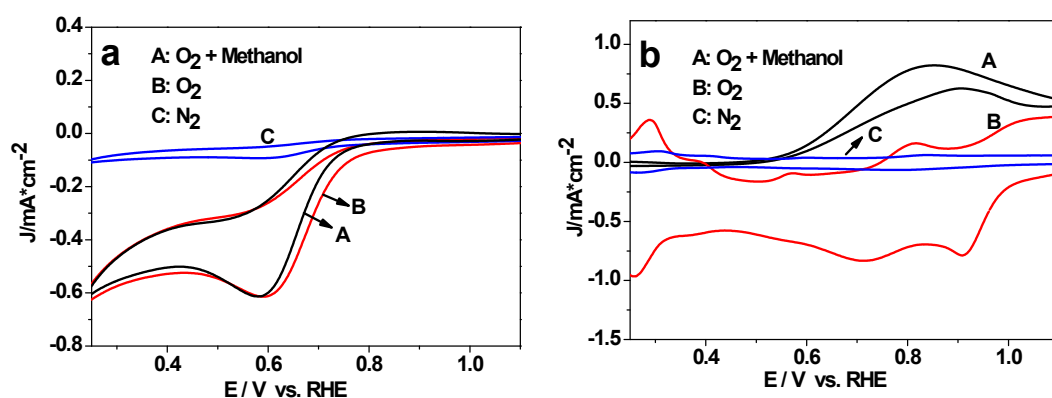 a
A: O2 + Methanol
B: O2
C: N2
C
B
A
0.4
0.2
0.0
-0.2
-0.4
-0.6
-0.8
J/mA*cm-2
0.4 0.6 0.8 1.0
E / V vs. RHE
b
A: O2 + Methanol
B: O2
C: N2
A
B
C
1.0
0.5
0.0
-0.5
-1.0
-1.5
J/mA*cm-2
0.4 0.6 0.8 1.0
E / V vs. RHE